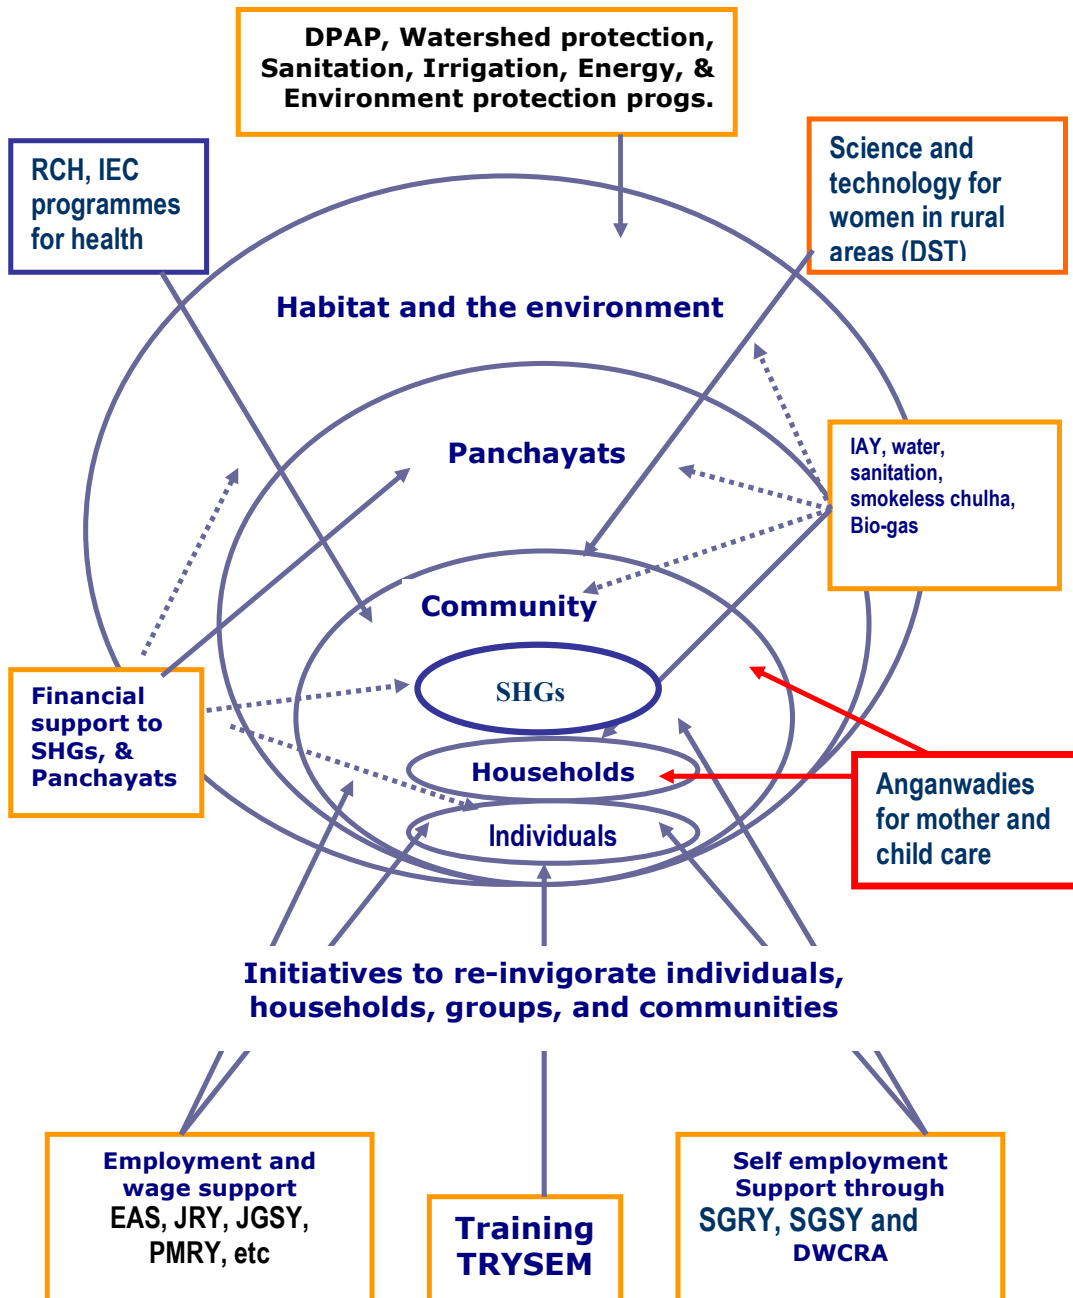 DPAP, Watershed protection,
Sanitation, Irrigation, Energy, &
Environment protection progs.
RCH, IEC
programmes
for health
Science and
technology for
women in rural
areas (DST)
Habitat and the environment
Panchayats
IAY, water,
sanitation,
smokeless chulha,
Bio-gas
Community
SHGs
Financial
support to
SHGs, &
Panchayats
Households
Individuals
Anganwadies
for mother and
child care
Initiatives to re-invigorate individuals,
households, groups, and communities
Employment and
wage support
EAS, JRY, JGSY,
PMRY, etc
Training
TRYSEM
Self employment
Support through
SGRY, SGSY and
DWCRA